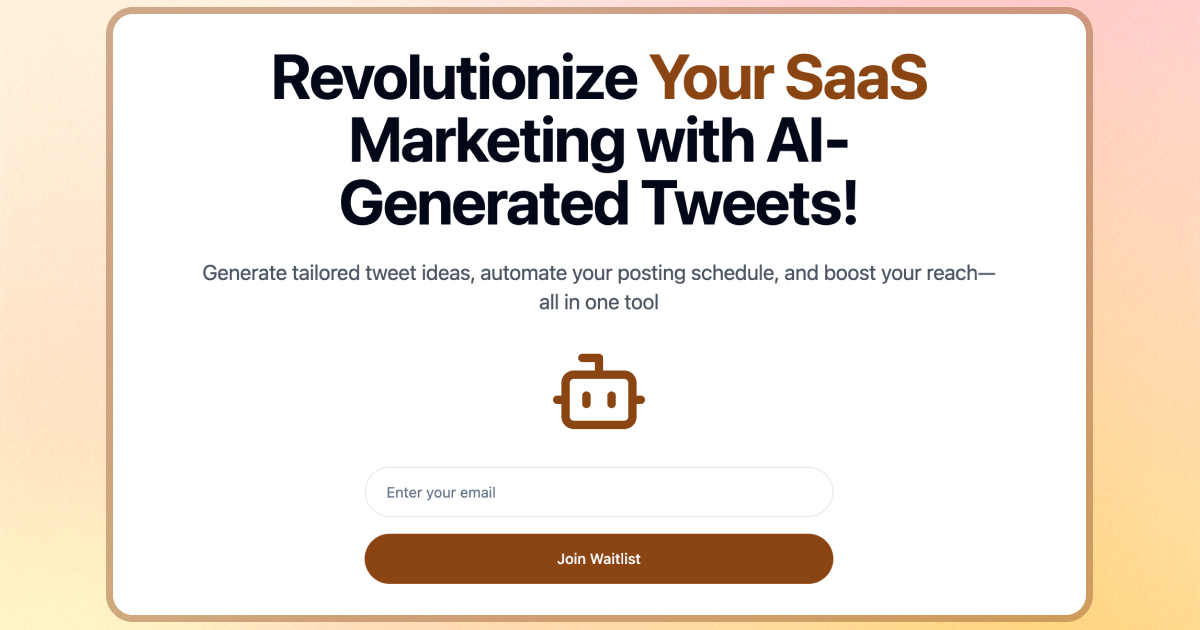 Revolutionize Your SaaS
Marketing with AI-
Generated Tweets!
Generate tailored tweet ideas, automate your posting schedule, and boost your reach—
all in one tool
Enter your email
Join Waitlist